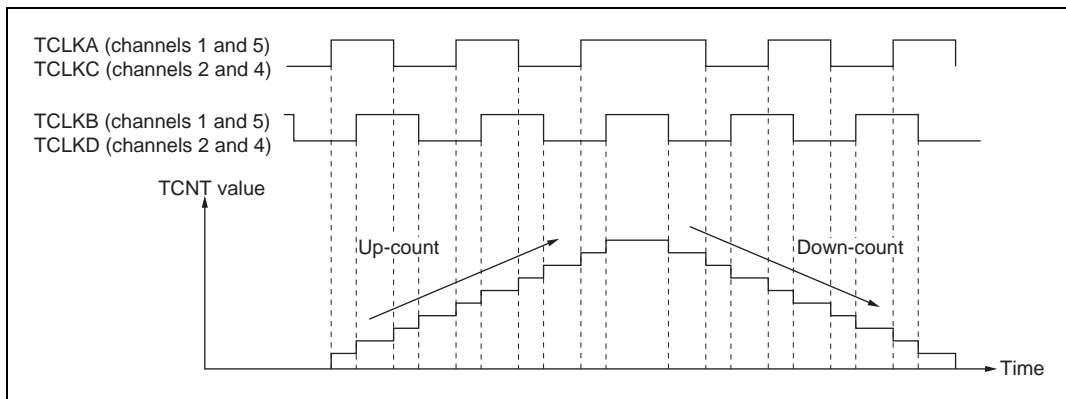 TCLKA (channels 1 and 5)
TCLKC (channels 2 and 4)
TCLKB (channels 1 and 5)
TCLKD (channels 2 and 4)
TCNT value
Up-count
Down-count
Time